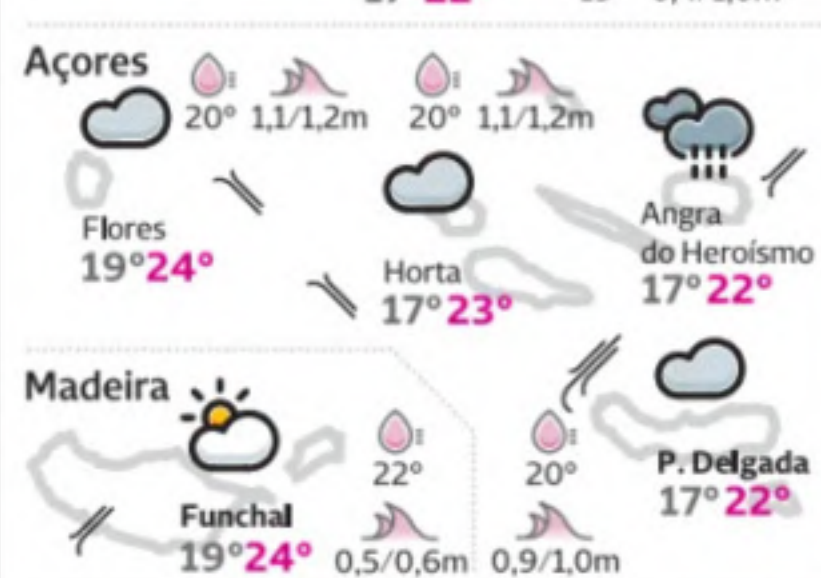 Açores
20° 1,1/1,2m 20° 1,1/1,2m
Flores
19° 24°
Horta
17° 23°
Angra
do Heroísmo
17° 22°
Madeira
22°
20°
P. Delgada
17° 22°
Funchal
19° 24°
0,5/0,6m 0,9/1,0m